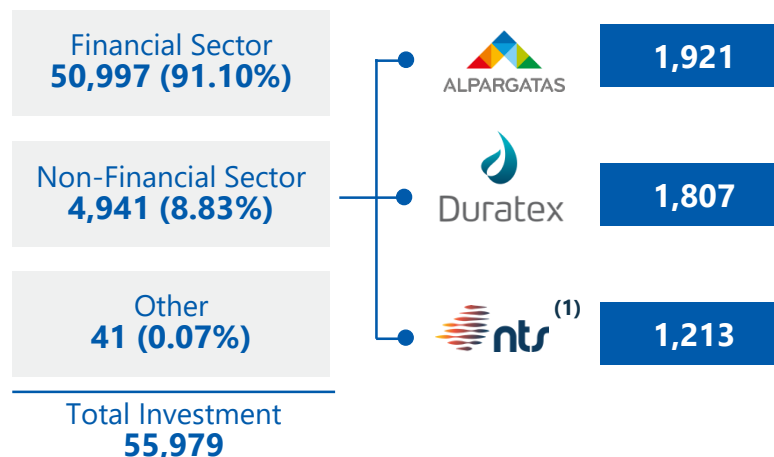 Financial Sector
50,997 (91.10%)
Non-Financial Sector
4,941 (8.83%)
Other
41 (0.07%)
Total Investment
55,979
ALPARGATAS
1,921
Duratex
1,807
nts (1)
1,213